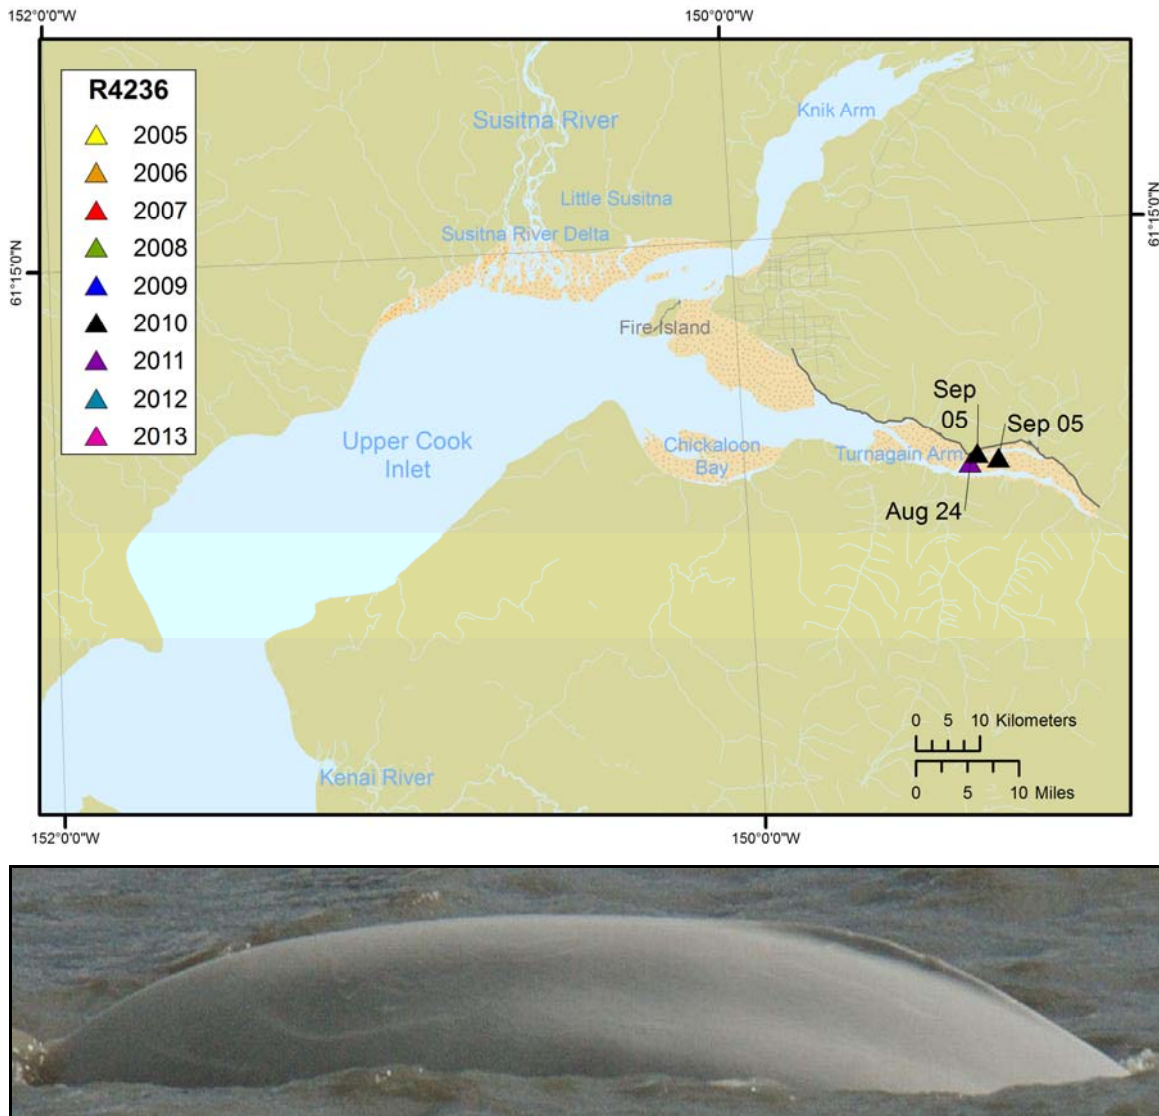 152°0'0"W
150°0'0"W
R4236
2005
2006
2007
2008
2009
2010
2011
2012
2013
Knik Arm
Susitna River
Little Susitna
Susitna River Delta
61°15'0"N
61°15'0"N
Fire Island
Sep
05
Sep 05
Upper Cook
Inlet
Chickaloon
Bay
Turnagain Arm
Aug 24
0 5 10 Kilometers
0 5 10 Miles
Kenai River
152°0'0"W
150°0'0"W